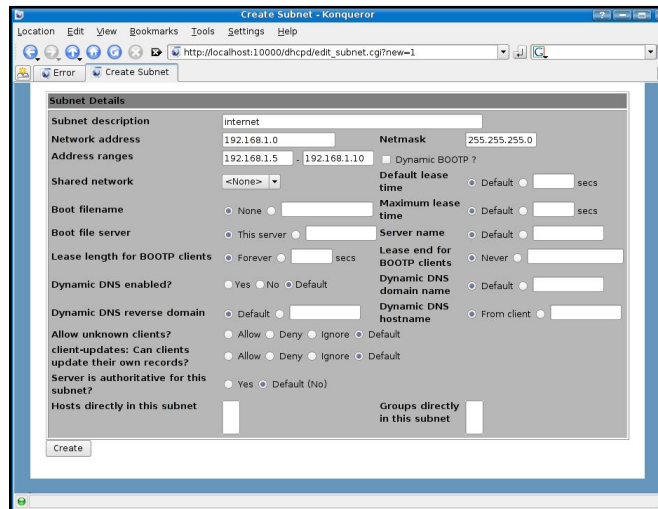 Create Subnet - Konqueror
Location Edit View Bookmarks Tools Settings Help
http://localhost:10000/dhcpd/edit_subnet.cgi?new=1
Error Create Subnet
Subnet Details
Subnet description internet
Network address 192.168.1.0 Netmask 255.255.255.0
Address ranges 192.168.1.5 - 192.168.1.10 Dynamic BOOTP ?
Shared network <None> Default lease time Default secs
Boot filename None Maximum lease time Default secs
Boot file server This server Server name Default
Lease length for BOOTP clients Forever secs Lease end for BOOTP clients Never
Dynamic DNS enabled? Yes No Default Dynamic DNS domain name Default
Dynamic DNS reverse domain Default Dynamic DNS hostname From client
Allow unknown clients? Allow Deny Ignore Default
client-updates: Can clients update their own records? Allow Deny Ignore Default
Server is authoritative for this subnet? Yes Default (No)
Hosts directly in this subnet Groups directly in this subnet
Create